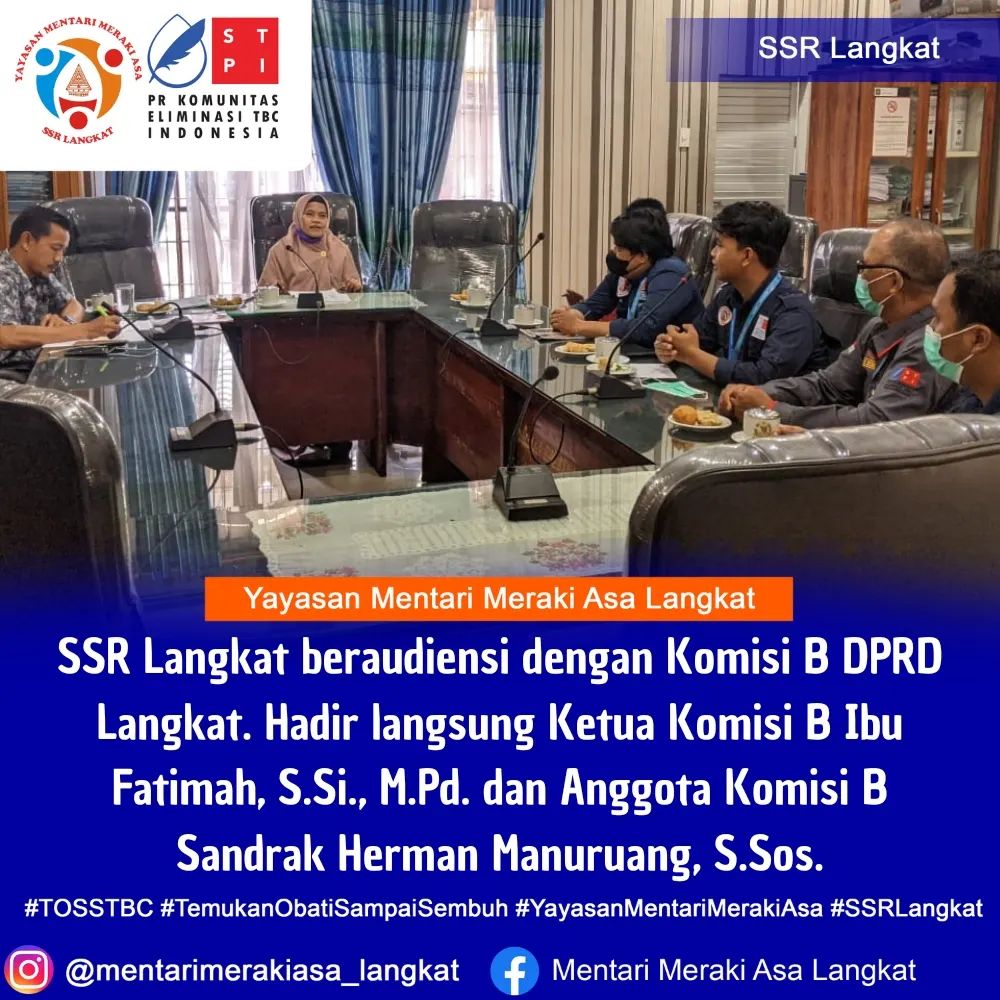 YAYASAN MENTARI MERAKI ASA
SSR LANGKAT
S T
P I
PR KOMUNITAS
ELIMINASI TBC
INDONESIA
SSR Langkat
Yayasan Mentari Meraki Asa Langkat
SSR Langkat beraudiensi dengan Komisi B DPRD
Langkat. Hadir langsung Ketua Komisi B Ibu
Fatimah, S.Si., M.Pd. dan Anggota Komisi B
Sandrak Herman Manuruang, S.Sos.
#TOSSTBC #TemukanObatiSampaiSembuh #YayasanMentariMerakiAsa #SSRLangkat
@mentarimerakiasa_langkat
Mentari Meraki Asa Langkat